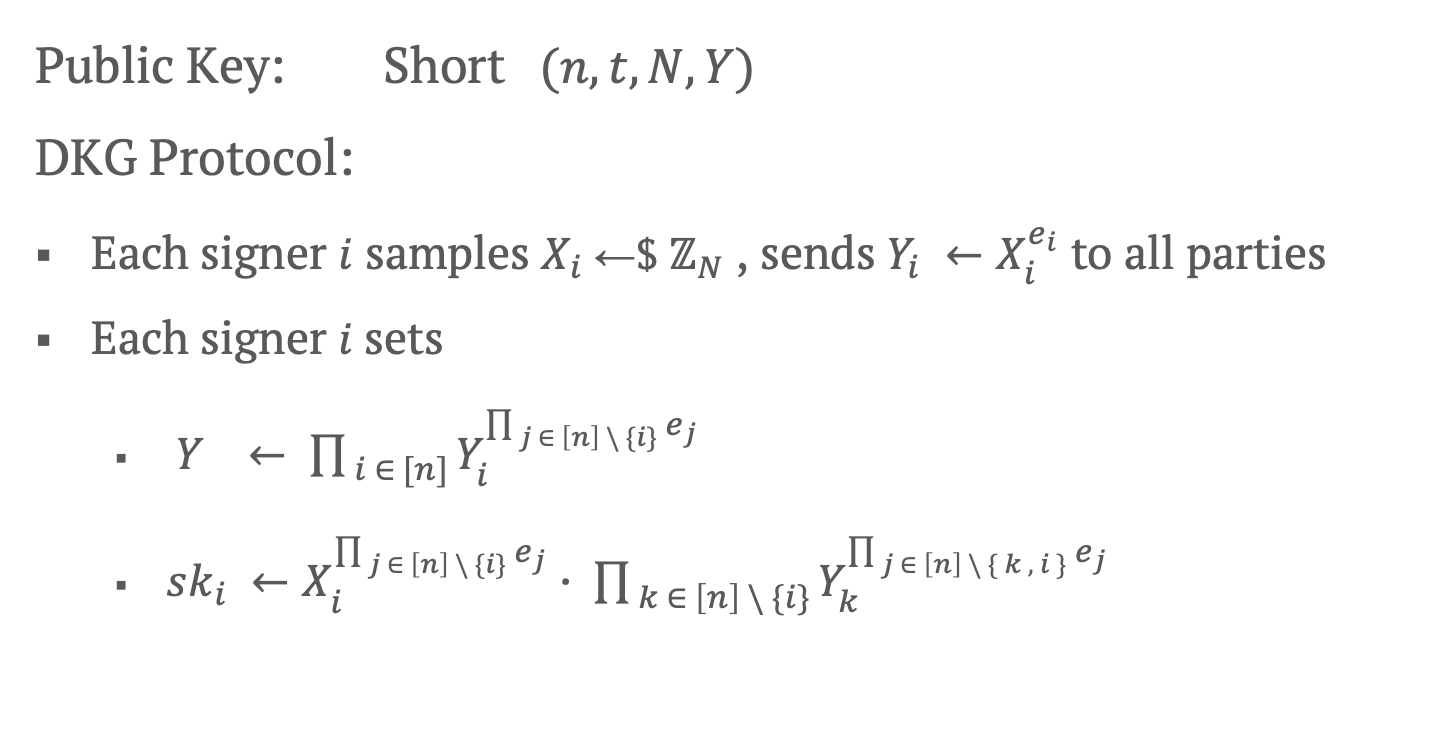 Public Key: Short (n, t, N, Y)
DKG Protocol:
▪ Each signer i samples X_i ←$ ℤ_N , sends Y_i ← X_i^{e_i} to all parties
▪ Each signer i sets
▪ Y ← ∏_{i ∈ [n]} Y_i^{∏_{j ∈ [n] \ {i}} e_j}
▪ sk_i ← X_i^{∏_{j ∈ [n] \ {i}} e_j} · ∏_{k ∈ [n] \ {i}} Y_k^{∏_{j ∈ [n] \ {k, i}} e_j}